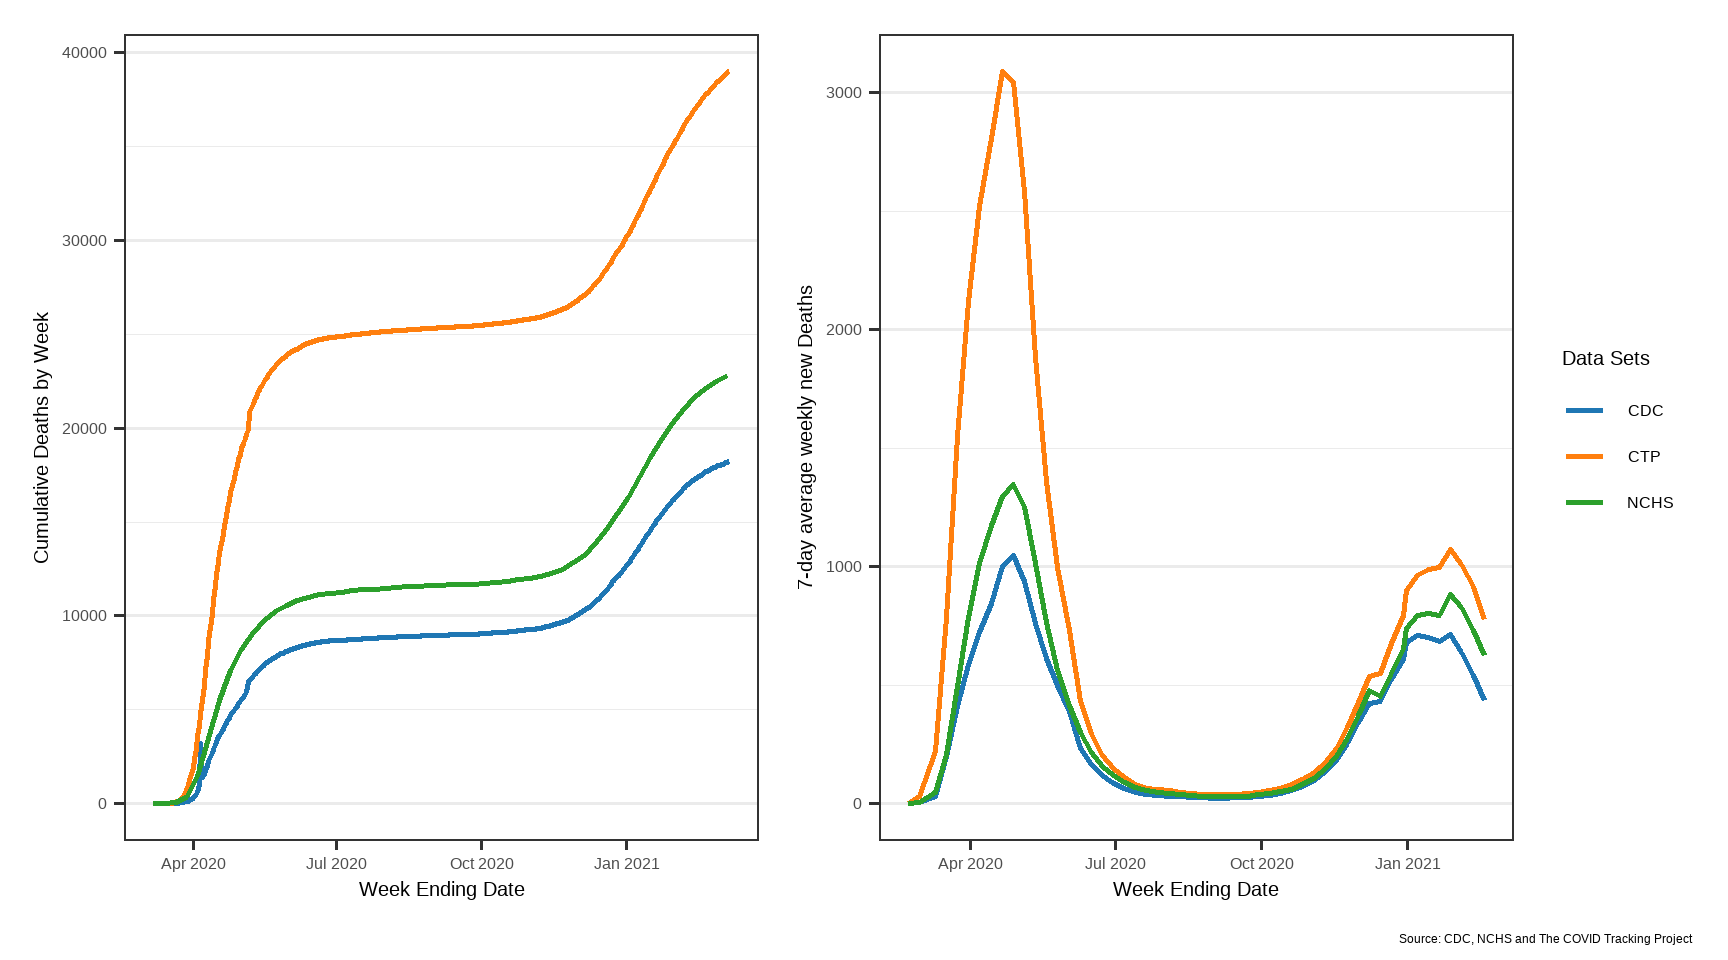 40000
30000
20000
10000
0
Cumulative Deaths by Week
Apr 2020 Jul 2020 Oct 2020 Jan 2021
Week Ending Date
3000
2000
1000
0
7-day average weekly new Deaths
Apr 2020 Jul 2020 Oct 2020 Jan 2021
Week Ending Date
Data Sets
CDC
CTP
NCHS
Source: CDC, NCHS and The COVID Tracking Project